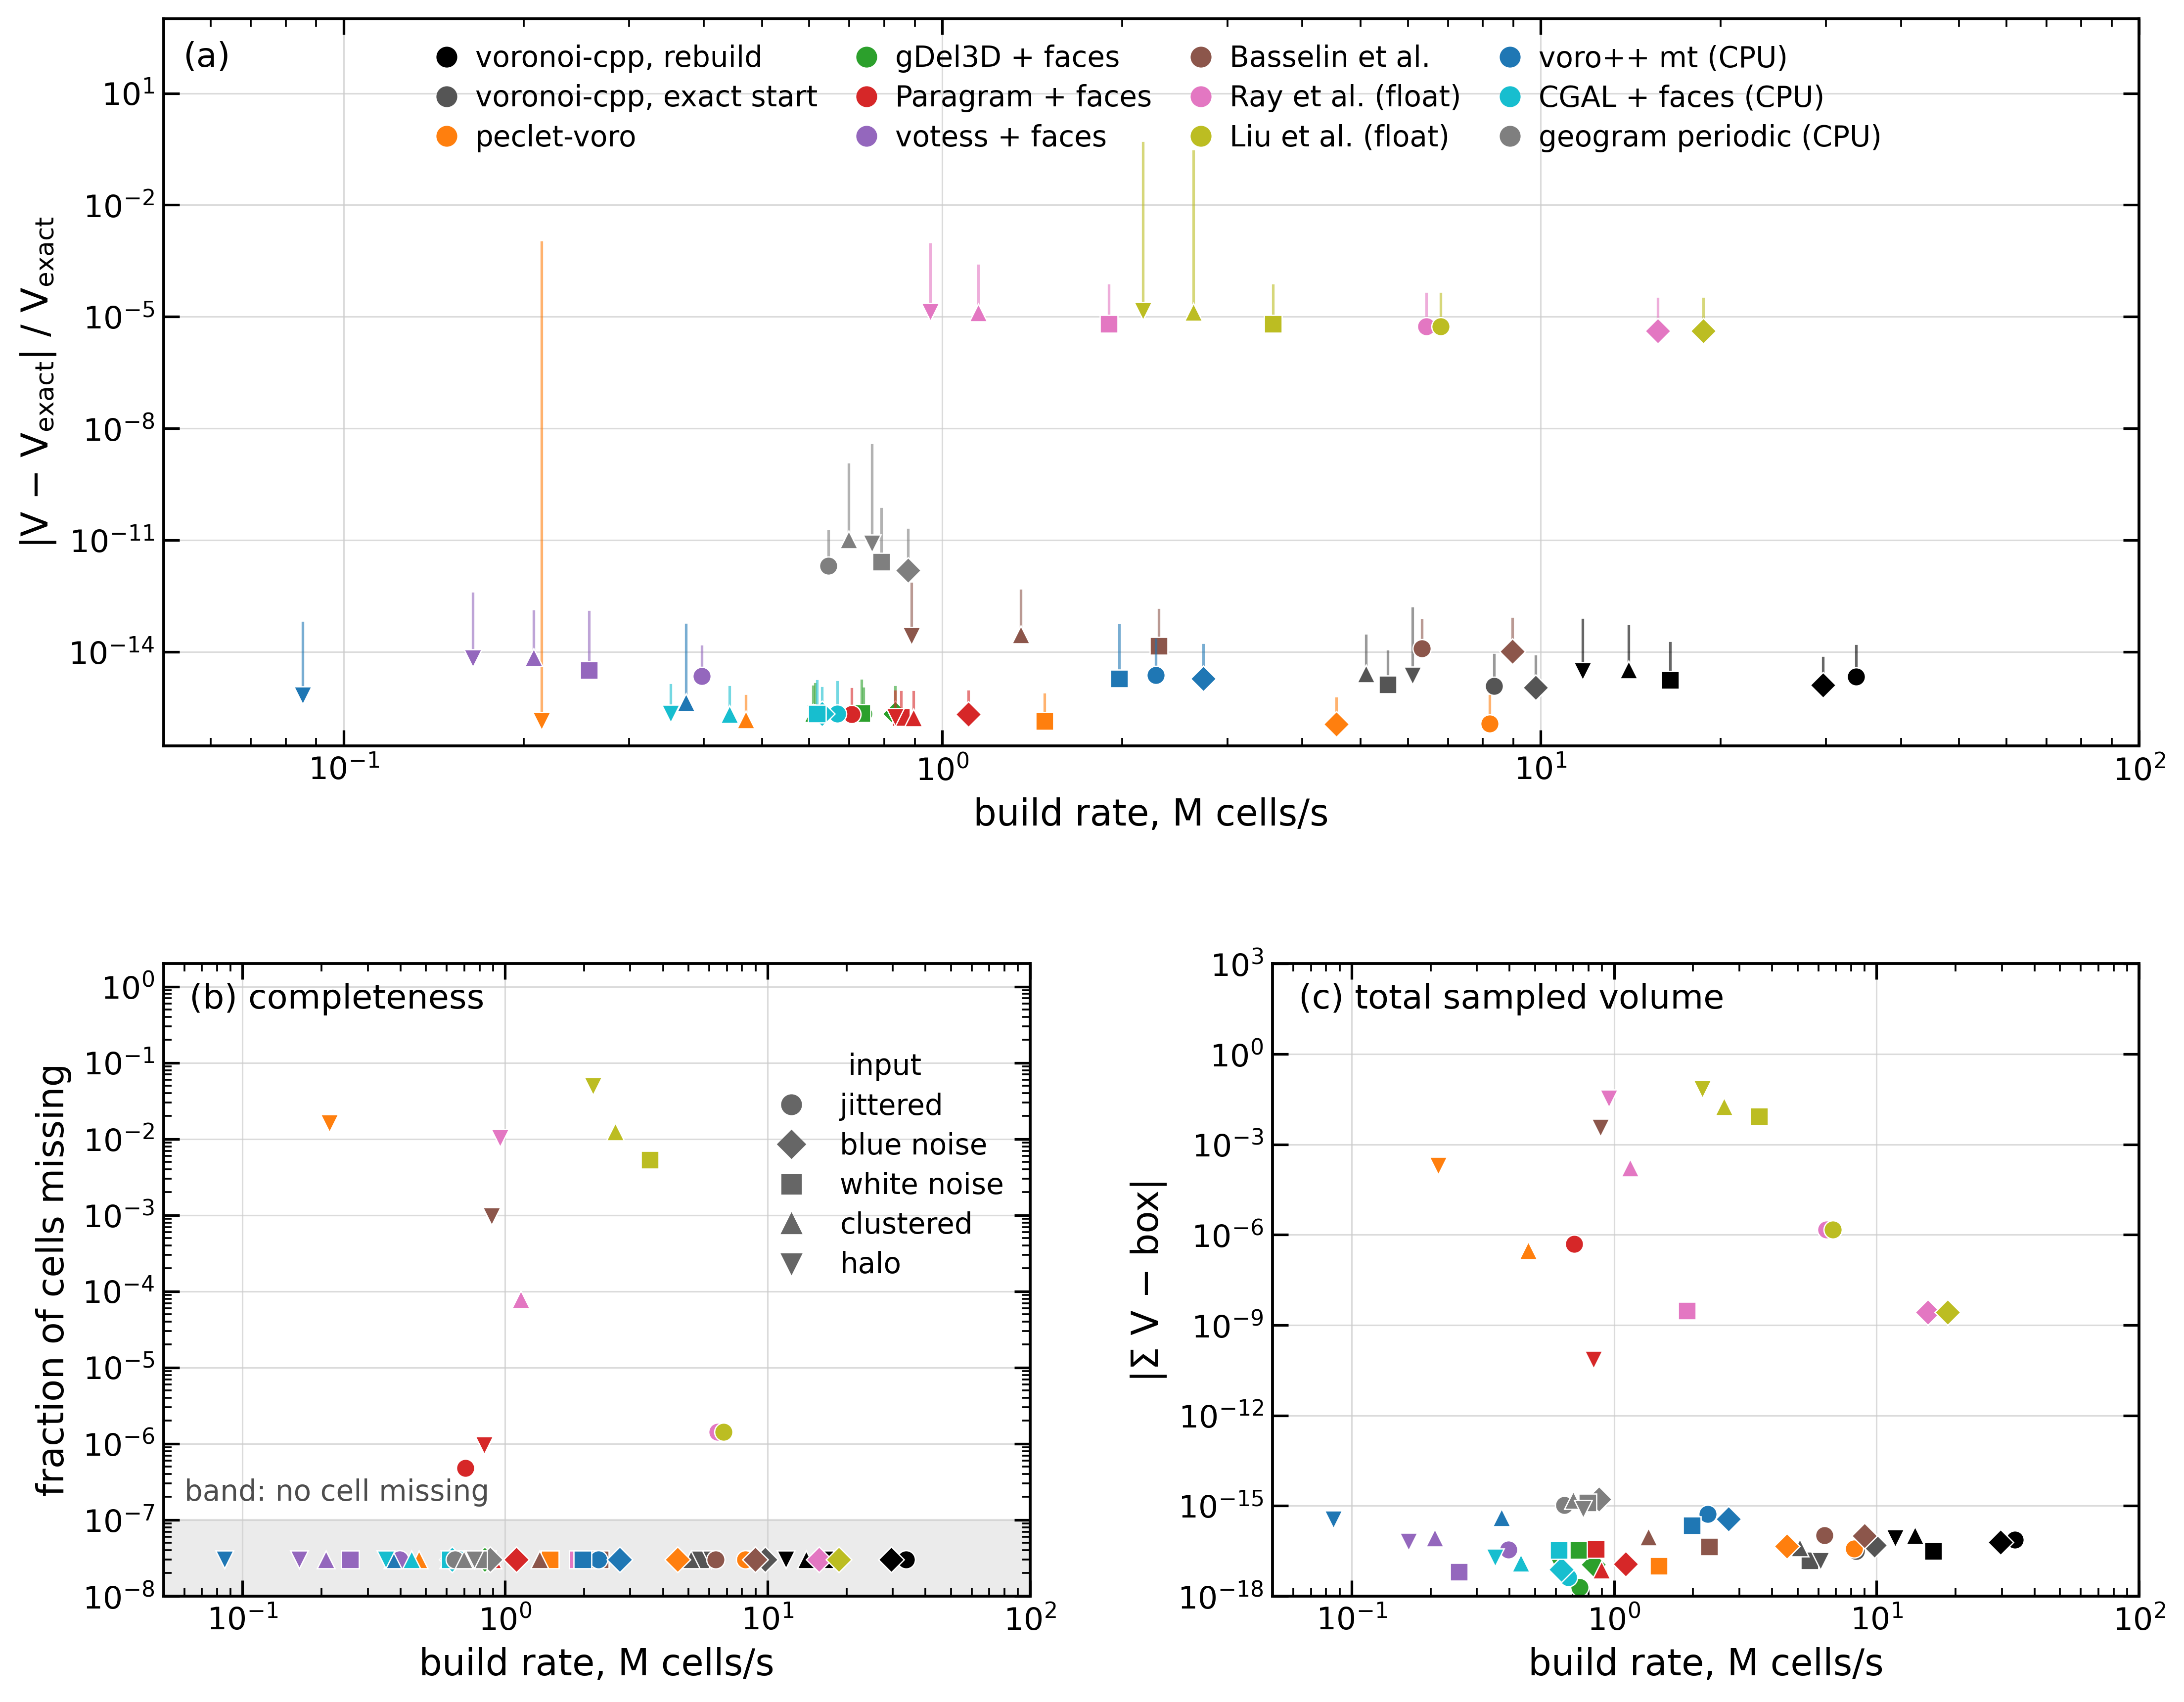 (a)
voronoi-cpp, rebuild
voronoi-cpp, exact start
peclet-voro
gDel3D + faces
Paragram + faces
votess + faces
Basselin et al.
Ray et al. (float)
Liu et al. (float)
voro++ mt (CPU)
CGAL + faces (CPU)
geogram periodic (CPU)
|V − V_exact| / V_exact
10^1
10^−2
10^−5
10^−8
10^−11
10^−14
10^−1
10^0
10^1
10^2
build rate, M cells/s
(b) completeness
fraction of cells missing
10^0
10^−1
10^−2
10^−3
10^−4
10^−5
10^−6
10^−7
10^−8
input
jittered
blue noise
white noise
clustered
halo
band: no cell missing
10^−1
10^0
10^1
10^2
build rate, M cells/s
(c) total sampled volume
|Σ V − box|
10^3
10^0
10^−3
10^−6
10^−9
10^−12
10^−15
10^−18
10^−1
10^0
10^1
10^2
build rate, M cells/s